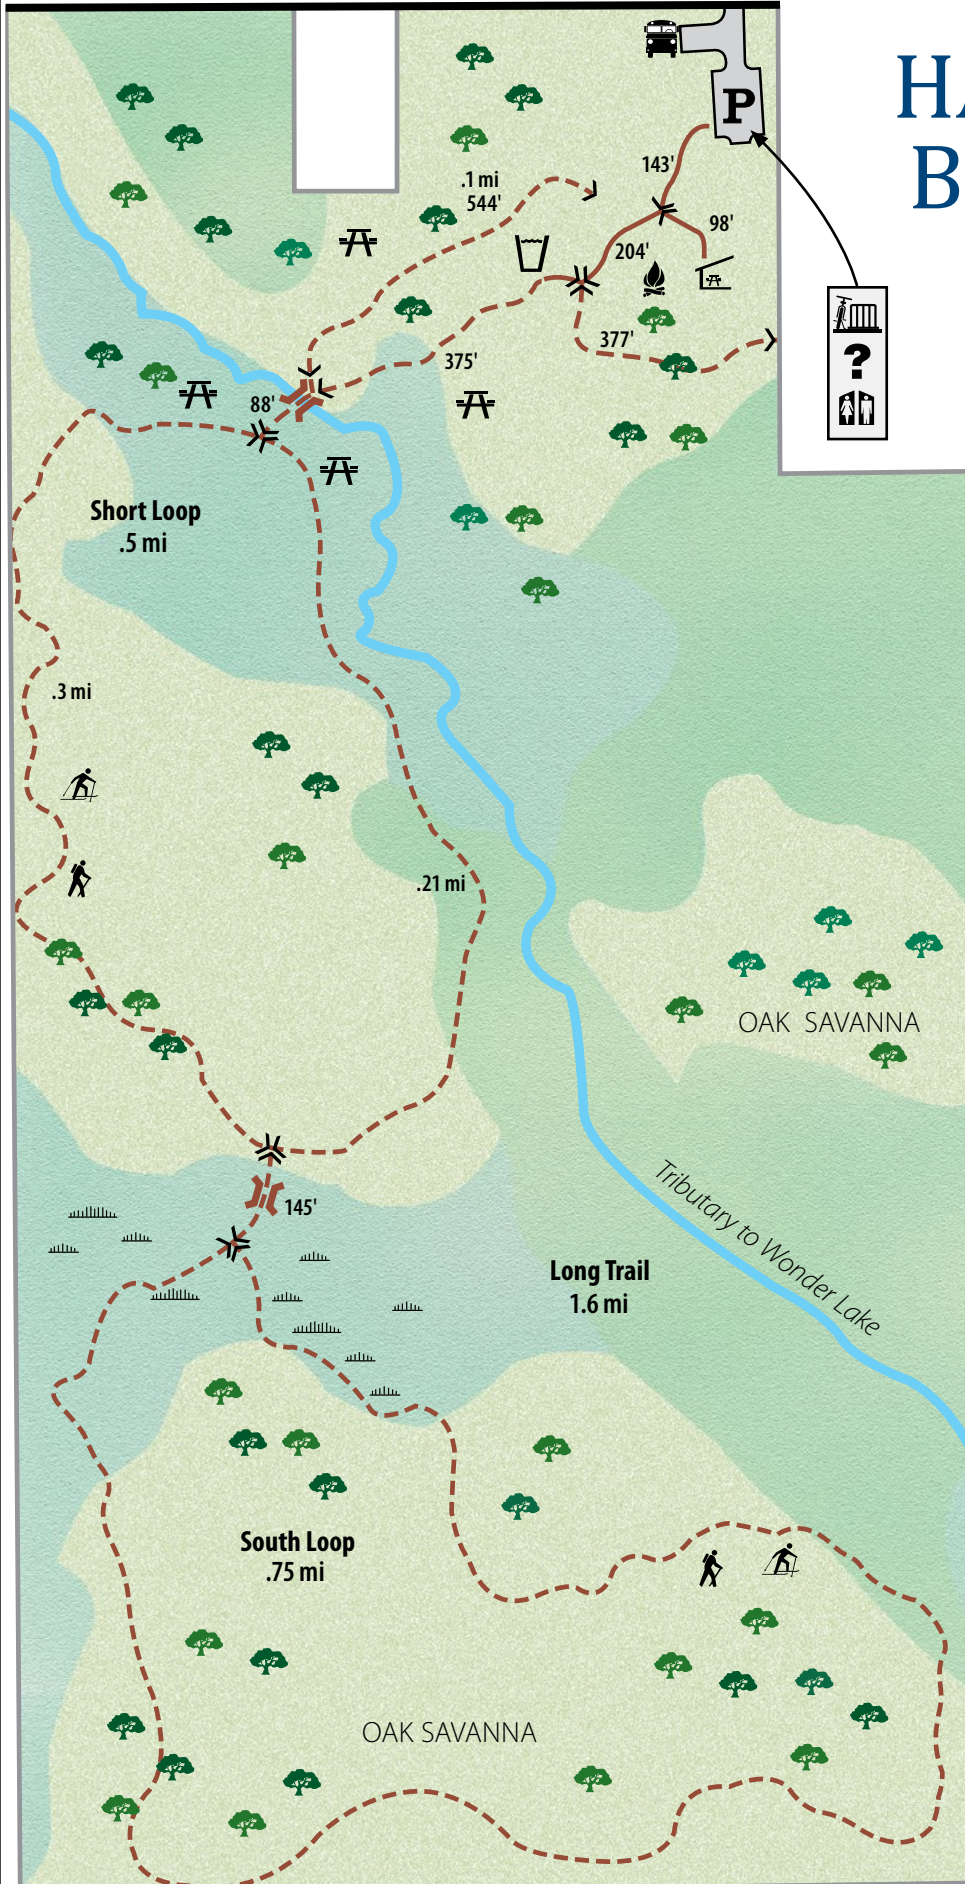 HA
B
P
143'
.1 mi
544'
98'
204'
377'
375'
?
88'
Short Loop
.5 mi
.3 mi
.21 mi
OAK SAVANNA
145'
Tributary to Wonder Lake
Long Trail
1.6 mi
South Loop
.75 mi
OAK SAVANNA